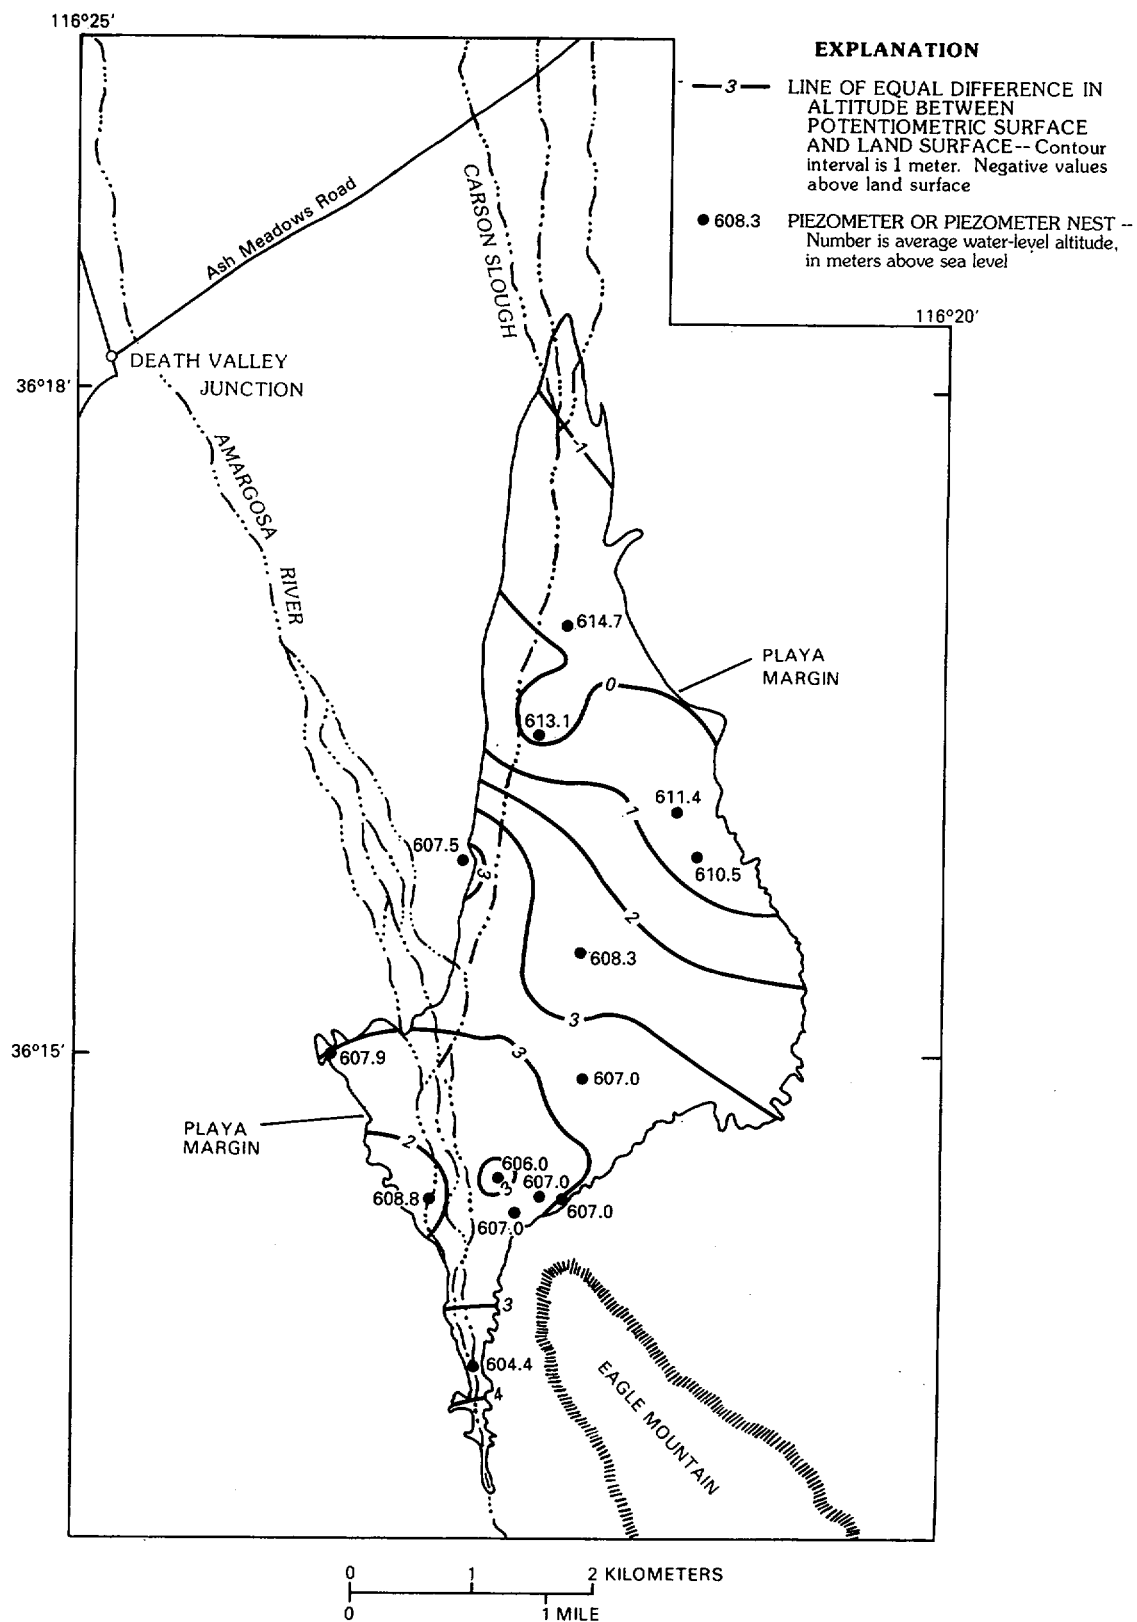 116°25'
EXPLANATION
3
LINE OF EQUAL DIFFERENCE IN
ALTITUDE BETWEEN
POTENTIOMETRIC SURFACE
AND LAND SURFACE -- Contour
interval is 1 meter. Negative values
above land surface
608.3
PIEZOMETER OR PIEZOMETER NEST --
Number is average water-level altitude,
in meters above sea level
116°20'
Ash Meadows Road
CARSON SLOUGH
DEATH VALLEY
JUNCTION
36°18'
-1
AMARGOSA
RIVER
614.7
PLAYA
MARGIN
0
613.1
611.4
1
607.5
3
610.5
2
608.3
3
36°15'
607.9
3
607.0
PLAYA
MARGIN
2
606.0
3
607.0
608.8
607.0
607.0
3
604.4
4
EAGLE MOUNTAIN
0 1 2 KILOMETERS
0 1 MILE